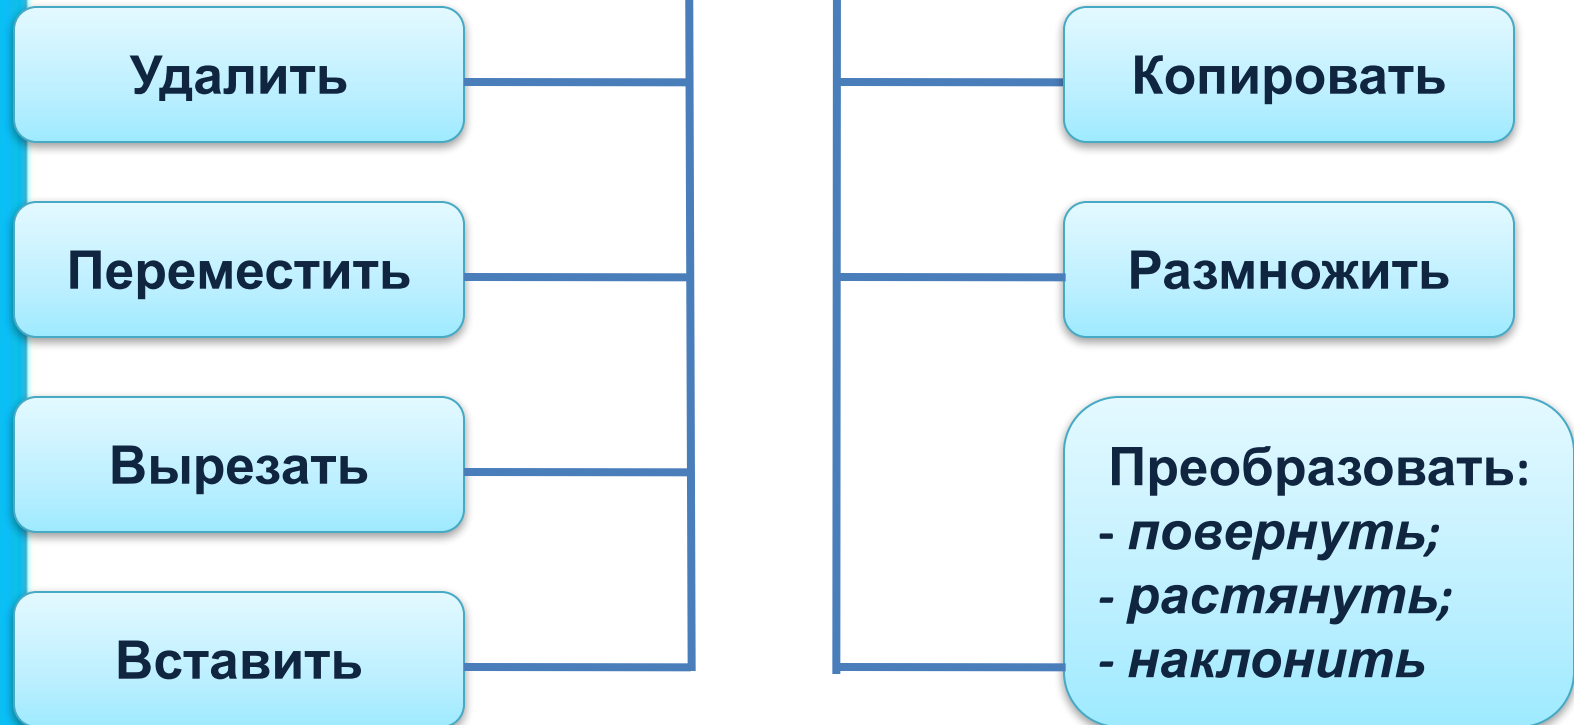 Удалить
Переместить
Вырезать
Вставить
Копировать
Размножить
Преобразовать:
- повернуть;
- растянуть;
- наклонить